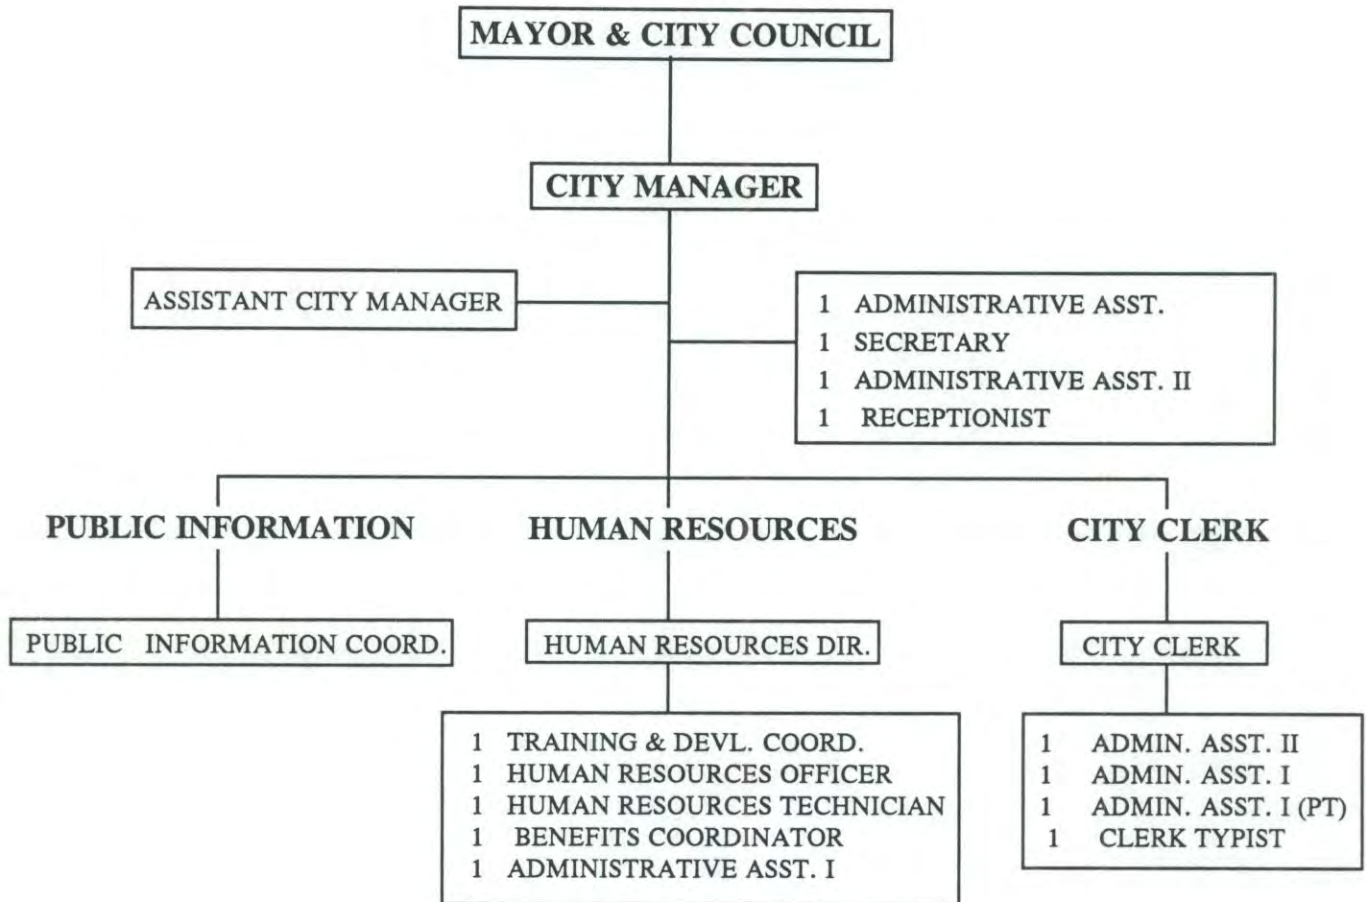 MAYOR & CITY COUNCIL
CITY MANAGER
ASSISTANT CITY MANAGER
1 ADMINISTRATIVE ASST.
1 SECRETARY
1 ADMINISTRATIVE ASST. II
1 RECEPTIONIST
PUBLIC INFORMATION
HUMAN RESOURCES
CITY CLERK
PUBLIC INFORMATION COORD.
HUMAN RESOURCES DIR.
CITY CLERK
1 TRAINING & DEVL. COORD.
1 HUMAN RESOURCES OFFICER
1 HUMAN RESOURCES TECHNICIAN
1 BENEFITS COORDINATOR
1 ADMINISTRATIVE ASST. I
1 ADMIN. ASST. II
1 ADMIN. ASST. I
1 ADMIN. ASST. I (PT)
1 CLERK TYPIST